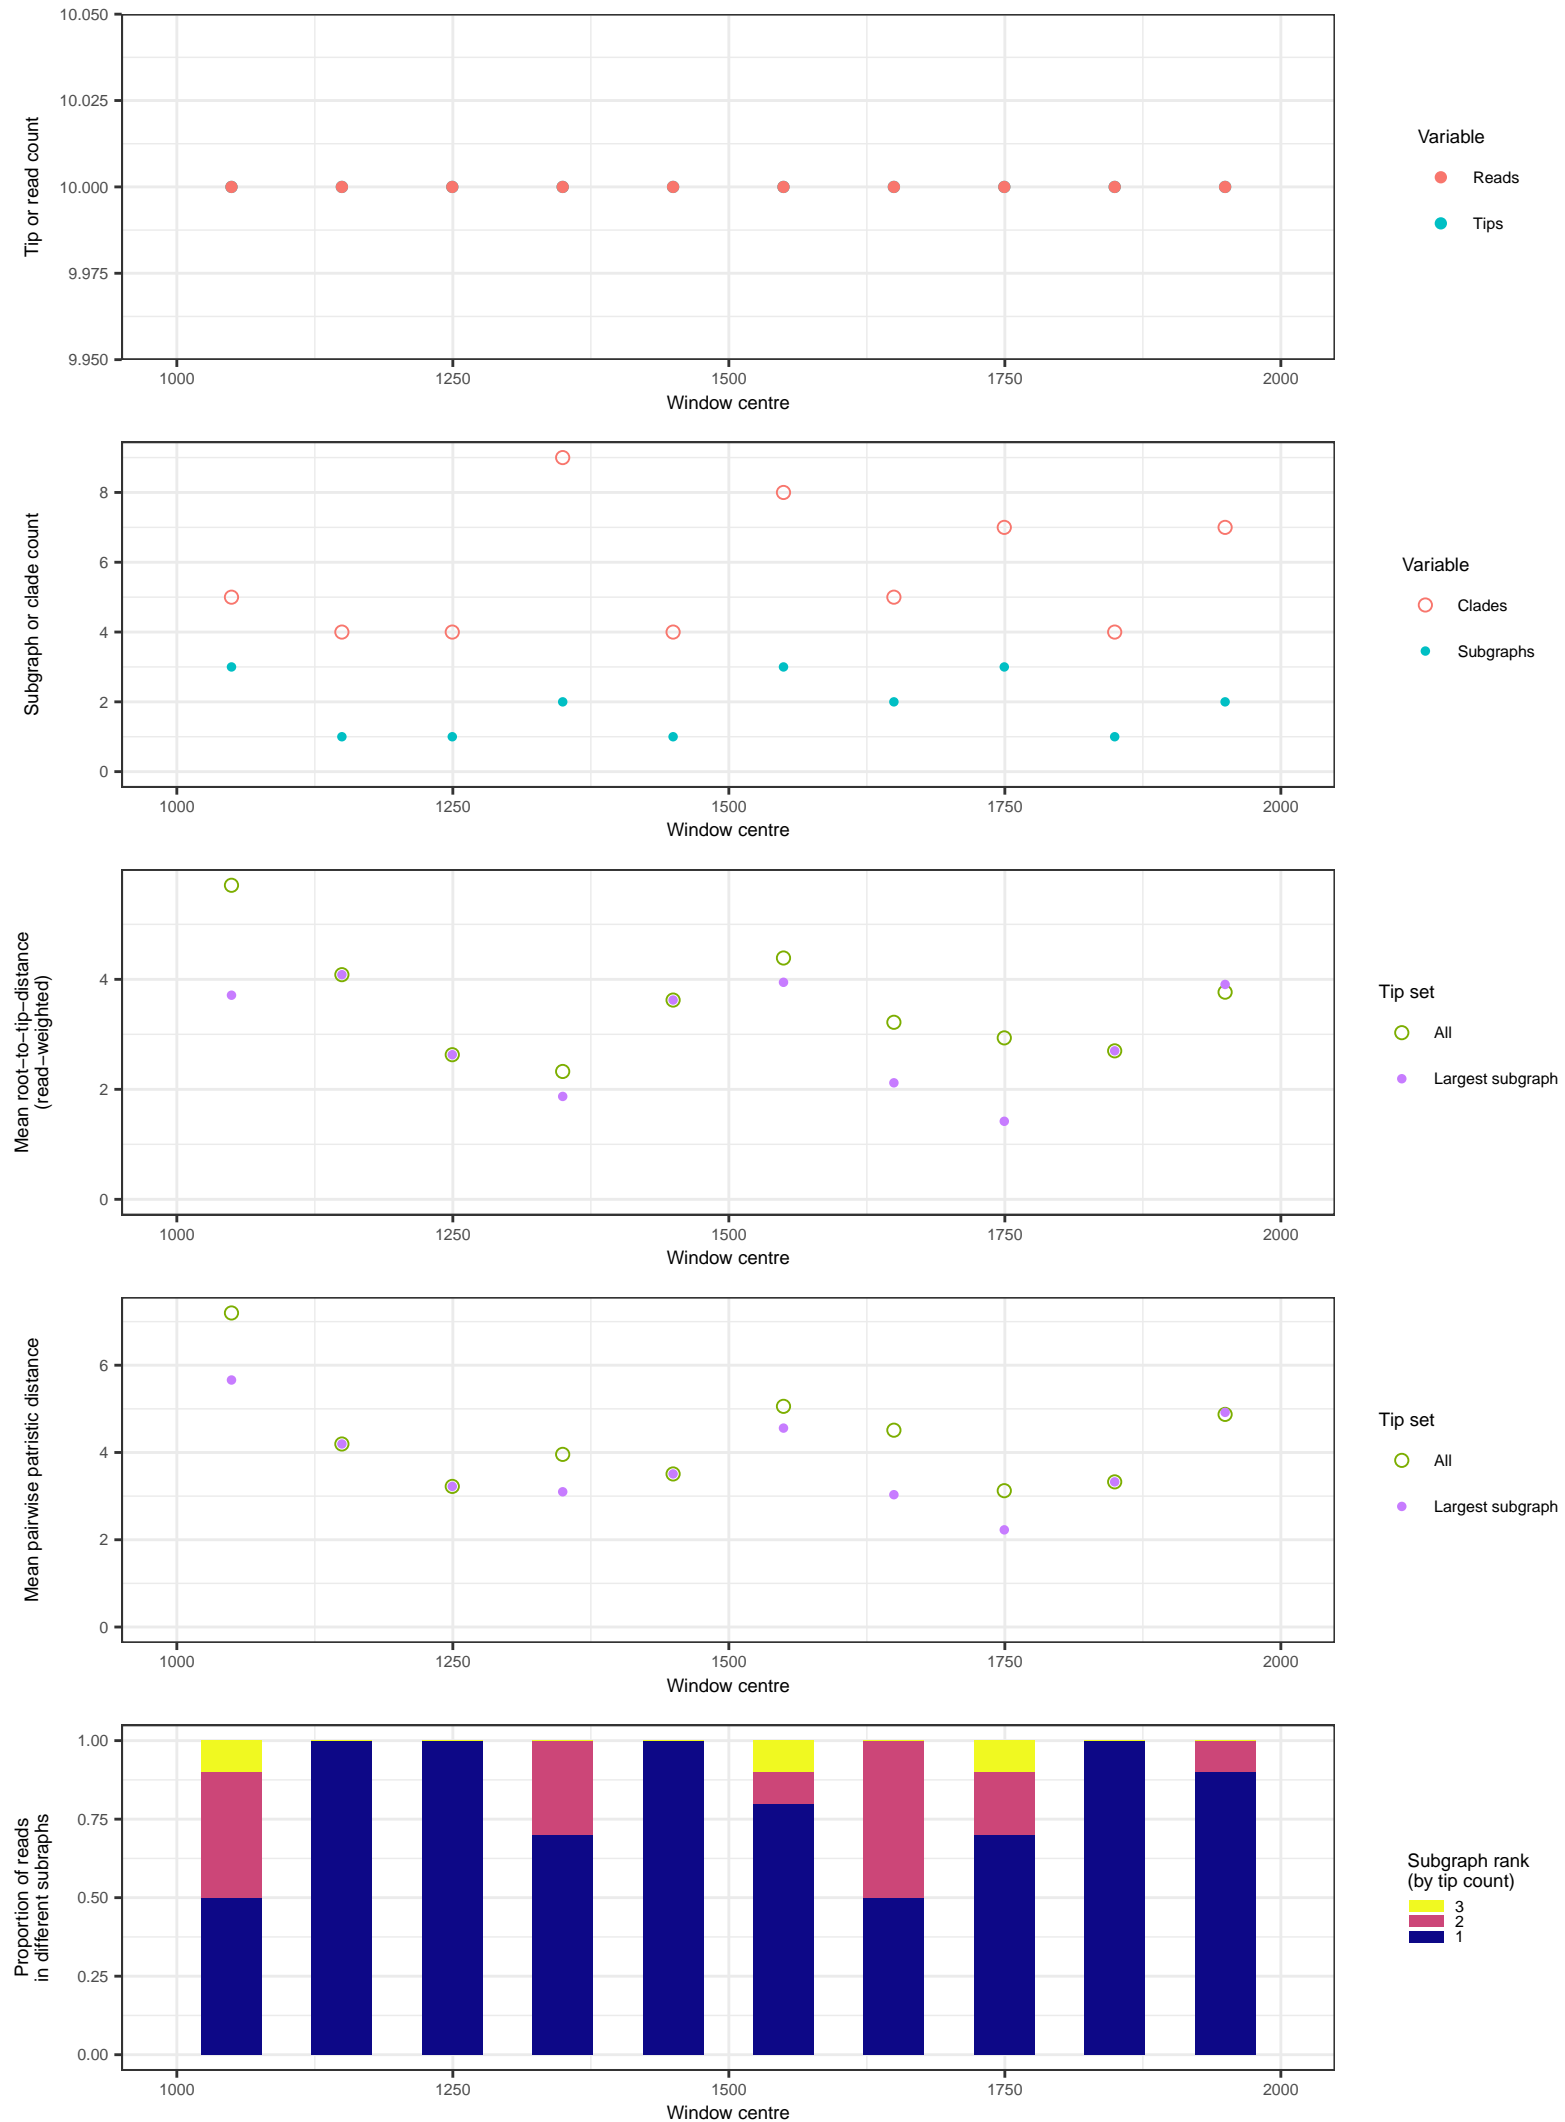 10.050
10.025
10.000
9.975
9.950
Tip or read count
1000 1250 1500 1750 2000
Window centre
Variable
Reads
Tips
8
6
4
2
0
Subgraph or clade count
1000 1250 1500 1750 2000
Window centre
Variable
Clades
Subgraphs
4
2
0
Mean root−to−tip−distance
(read−weighted)
1000 1250 1500 1750 2000
Window centre
Tip set
All
Largest subgraph
6
4
2
0
Mean pairwise patristic distance
1000 1250 1500 1750 2000
Window centre
Tip set
All
Largest subgraph
1.00
0.75
0.50
0.25
0.00
Proportion of reads
in different subraphs
1000 1250 1500 1750 2000
Window centre
Subgraph rank
(by tip count)
3
2
1